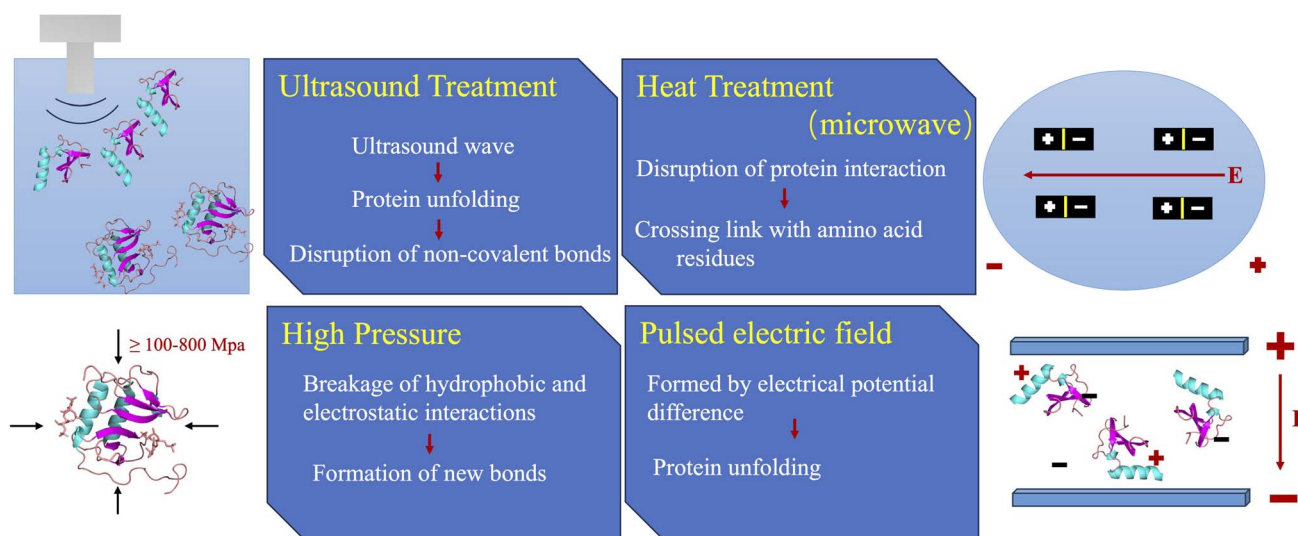 Ultrasound Treatment
Ultrasound wave
Protein unfolding
Disruption of non-covalent bonds
Heat Treatment
(microwave)
Disruption of protein interaction
Crossing link with amino acid
residues
+ - + -
E
+ - + -
- +
≥ 100-800 Mpa
High Pressure
Breakage of hydrophobic and
electrostatic interactions
Formation of new bonds
Pulsed electric field
Formed by electrical potential
difference
Protein unfolding
+
+
-
-
-
+
-